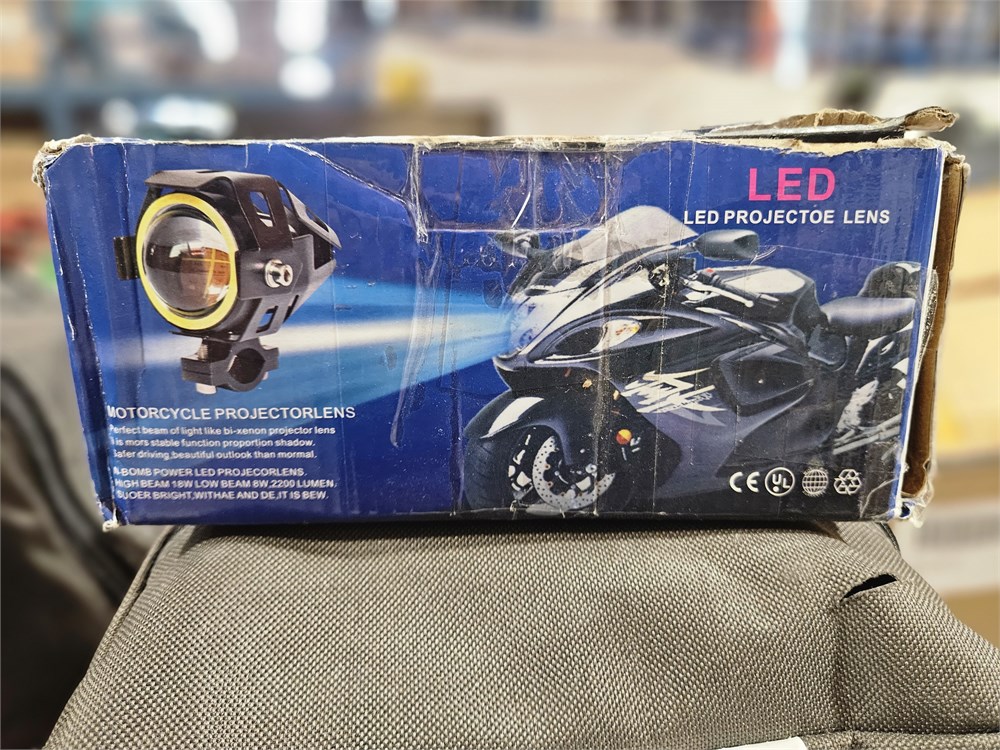 LED
LED PROJECTOE LENS
MOTORCYCLE PROJECTORLENS
Perfect beam of light like bi-xenon projector lens
is mors stable function proportion shadow.
Safer driving,beautiful outlook than normal.
N-BOMB POWER LED PROJECORLENS.
HIGH BEAM 18W LOW BEAM 8W,2200 LUMEN.
SUOER BRIGHT,WITHAE AND DE,IT IS BEW.
CE UL